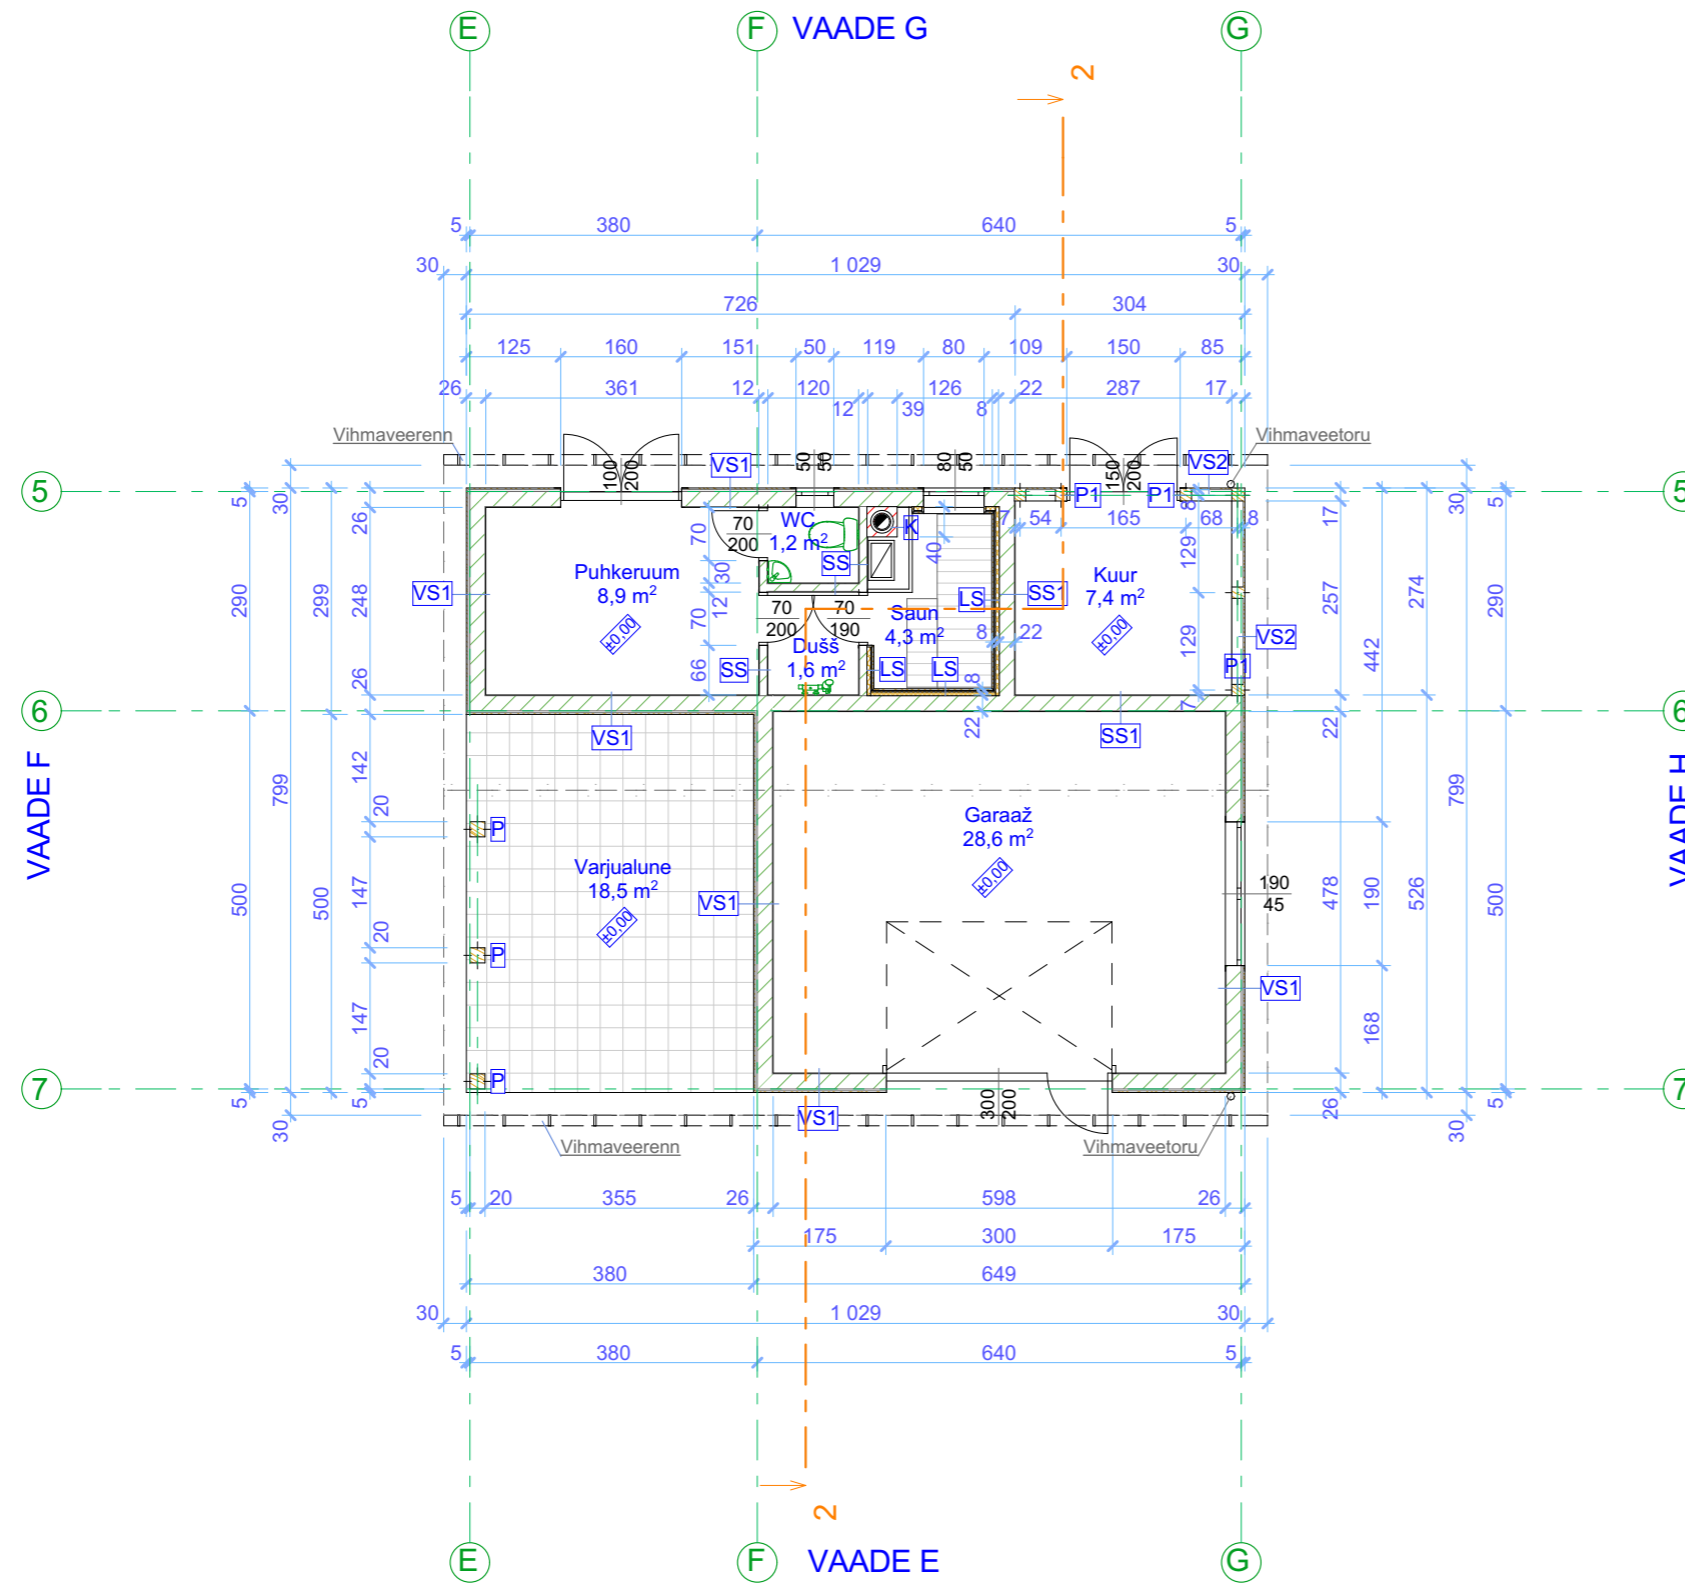 E
F
VAADE G
G
2
5
380
640
5
30
1 029
30
726
304
125
160
151
50
119
80
109
150
85
26
361
12
120
126
22
287
17
12
39
8
Vihmaveerenn
Vihmaveetoru
100
200
VS1
50
50
80
50
150
200
VS2
5
5
5
30
26
70
70
200
WC
1,2 m²
K
7
54
P1
165
P1
8
68
8
17
30
5
40
SS
30
129
290
299
248
VS1
Puhkeruum
8,9 m²
±0,00
12
70
70
200
70
190
Saun
4,3 m²
LS
SS1
Kuur
7,4 m²
±0,00
257
274
290
8
22
VS2
129
442
Dušš
1,6 m²
SS
66
LS
LS
8
P1
26
7
6
6
VS1
22
SS1
22
VAADE F
VAADE H
142
799
20
799
P
Garaaž
28,6 m²
±0,00
Varjualune
18,5 m²
±0,00
VS1
147
500
500
190
45
478
190
526
500
20
P
VS1
147
168
20
7
P
7
5
5
300
200
26
5
30
VS1
30
Vihmaveerenn
Vihmaveetoru
5
20
355
26
598
26
175
300
175
380
649
30
1 029
30
5
380
640
5
2
E
F
VAADE E
G